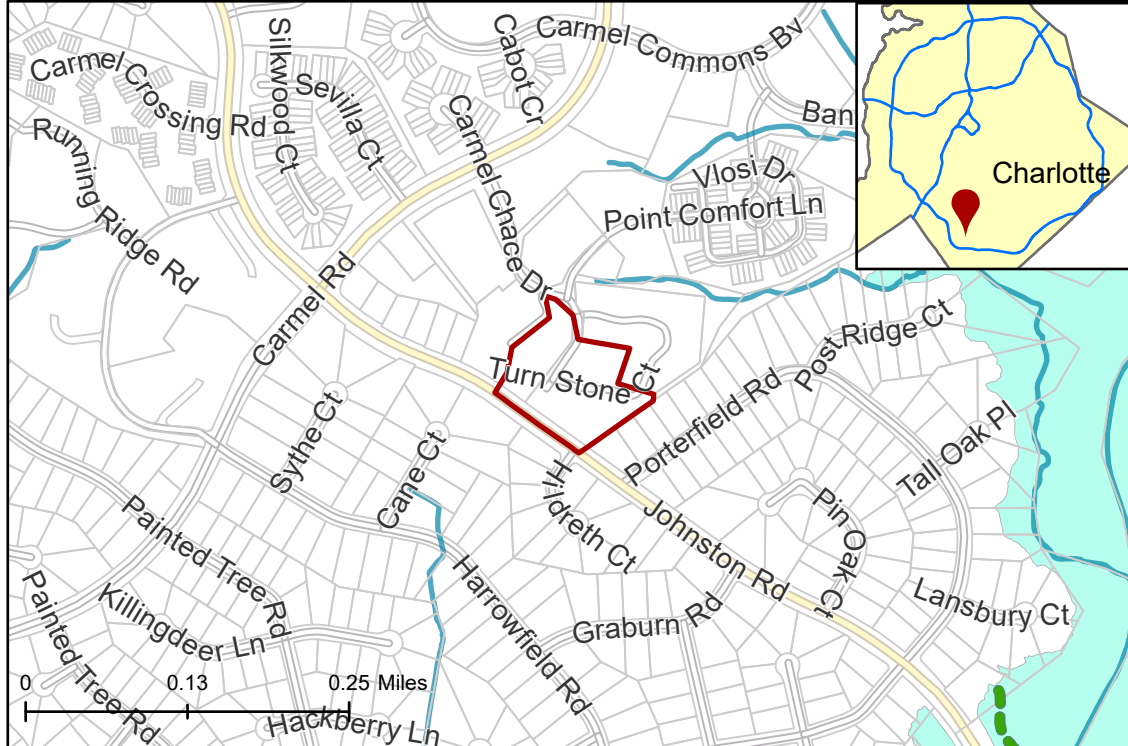 Carmel Commons Bv
Cabot Cr
Silkwood Ct
Sevilla Ct
Carmel Crossing Rd
Running Ridge Rd
Carmel Chace Dr
Ban
Vlosi Dr
Point Comfort Ln
Charlotte
Carmel Rd
Turn Stone Ct
Post Ridge Ct
Porterfield Rd
Tall Oak Pl
Sythe Ct
Cane Ct
Hildreth Ct
Johnston Rd
Pin Oak Ct
Lansbury Ct
Painted Tree Rd
Killingdeer Ln
Painted Tree Rd
Harrowfield Rd
Graburn Rd
Hackberry Ln
0 0.13 0.25 Miles